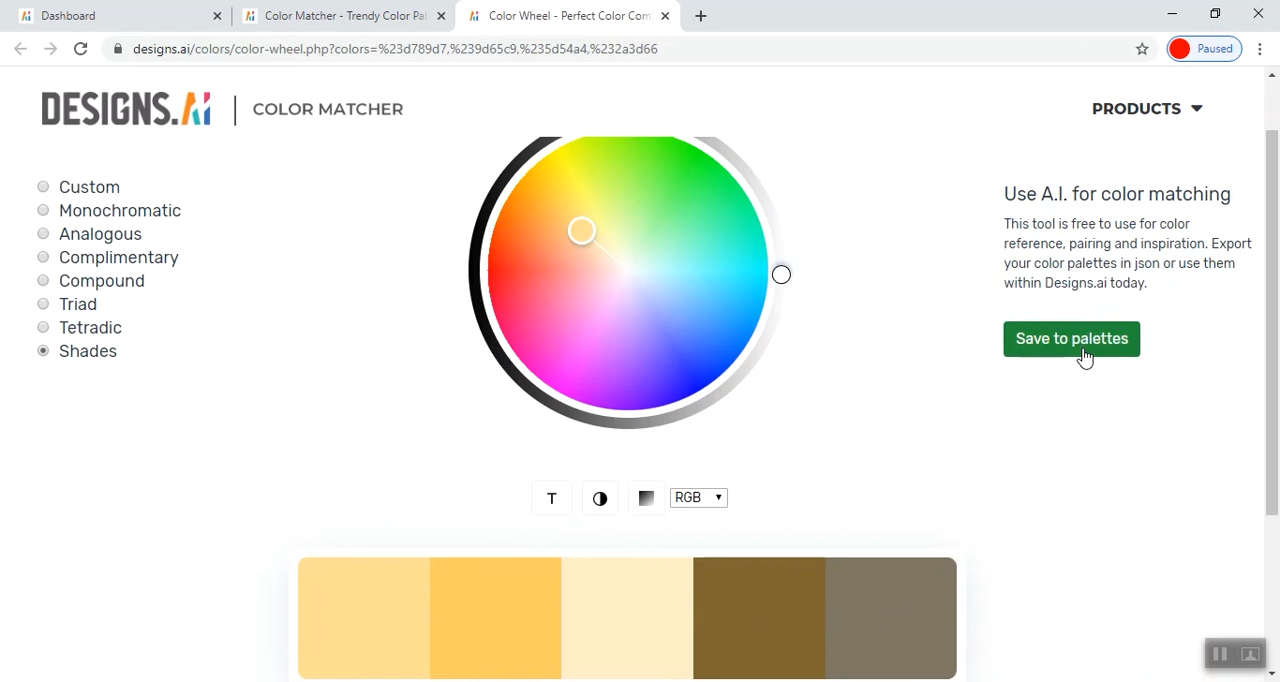 Dashboard
Color Matcher - Trendy Color Pal
Color Wheel - Perfect Color Com
designs.ai/colors/color-wheel.php?colors=%23d789d7,%239d65c9,%235d54a4,%232a3d66
Paused
DESIGNS.AI
COLOR MATCHER
PRODUCTS
Custom
Monochromatic
Analogous
Complimentary
Compound
Triad
Tetradic
Shades
Use A.I. for color matching
This tool is free to use for color
reference, pairing and inspiration. Export
your color palettes in json or use them
within Designs.ai today.
Save to palettes
T
RGB